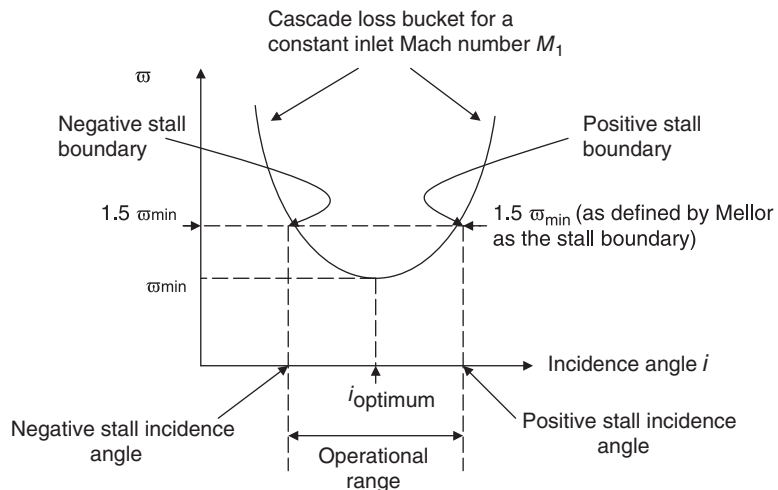 Cascade loss bucket for a
constant inlet Mach number M₁
ϖ
Negative stall
boundary
Positive stall
boundary
1.5 ϖmin
1.5 ϖmin (as defined by Mellor
as the stall boundary)
ϖmin
Incidence angle i
ioptimum
Negative stall incidence
angle
Positive stall incidence
angle
Operational
range